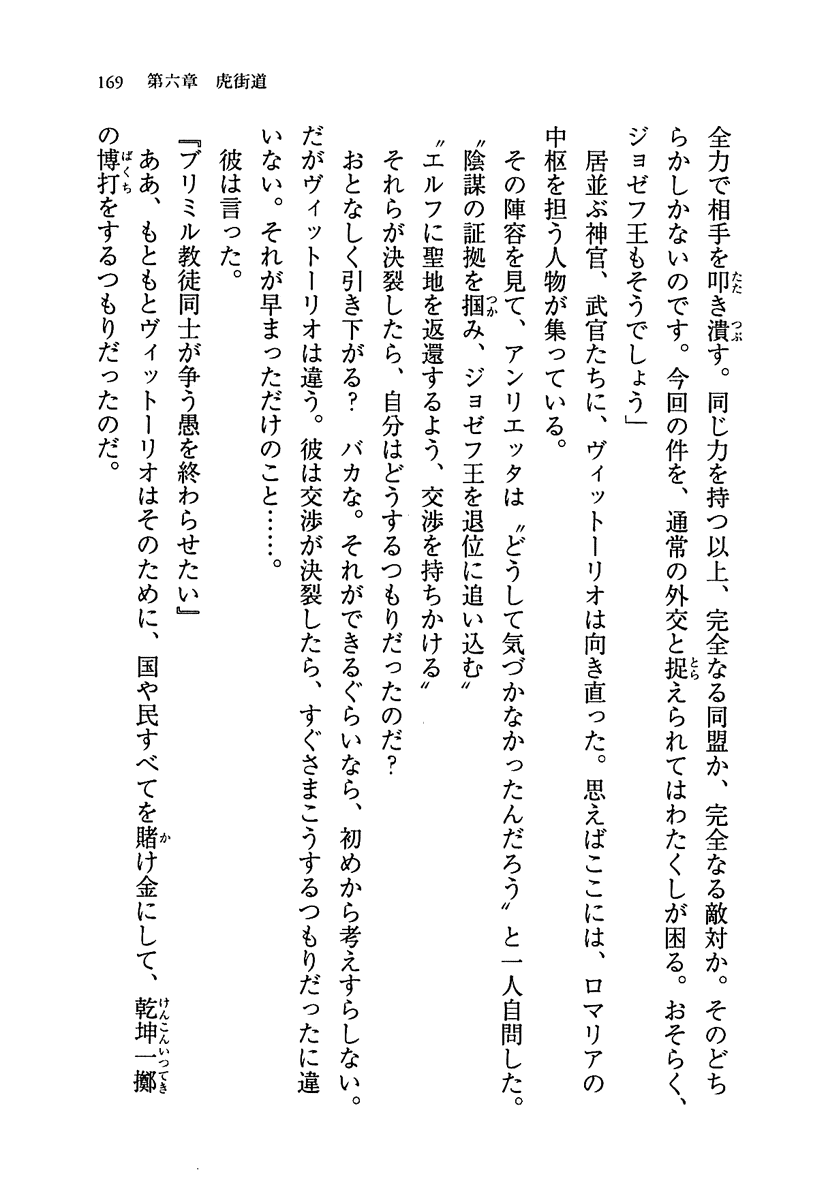 169　第六章　虎街道
全力で相手を叩き潰す。同じ力を持つ以上、完全なる同盟か、完全なる敵対か。そのどち
らかしかないのです。今回の件を、通常の外交と捉えられてはわたくしが困る。おそらく、
ジョゼフ王もそうでしょう」
　居並ぶ神官、武官たちに、ヴィットーリオは向き直った。思えばここには、ロマリアの
中枢を担う人物が集っている。
　その陣容を見て、アンリエッタは〝どうして気づかなかったんだろう〟と一人自問した。
〝陰謀の証拠を掴み、ジョゼフ王を退位に追い込む〟
〝エルフに聖地を返還するよう、交渉を持ちかける〟
　それらが決裂したら、自分はどうするつもりだったのだ？
　おとなしく引き下がる？　バカな。それができるぐらいなら、初めから考えすらしない。
だがヴィットーリオは違う。彼は交渉が決裂したら、すぐさまこうするつもりだったに違
いない。それが早まっただけのこと……。
　彼は言った。
『ブリミル教徒同士が争う愚を終わらせたい』
　ああ、もともとヴィットーリオはそのために、国や民すべてを賭け金にして、乾坤一擲
の博打をするつもりだったのだ。